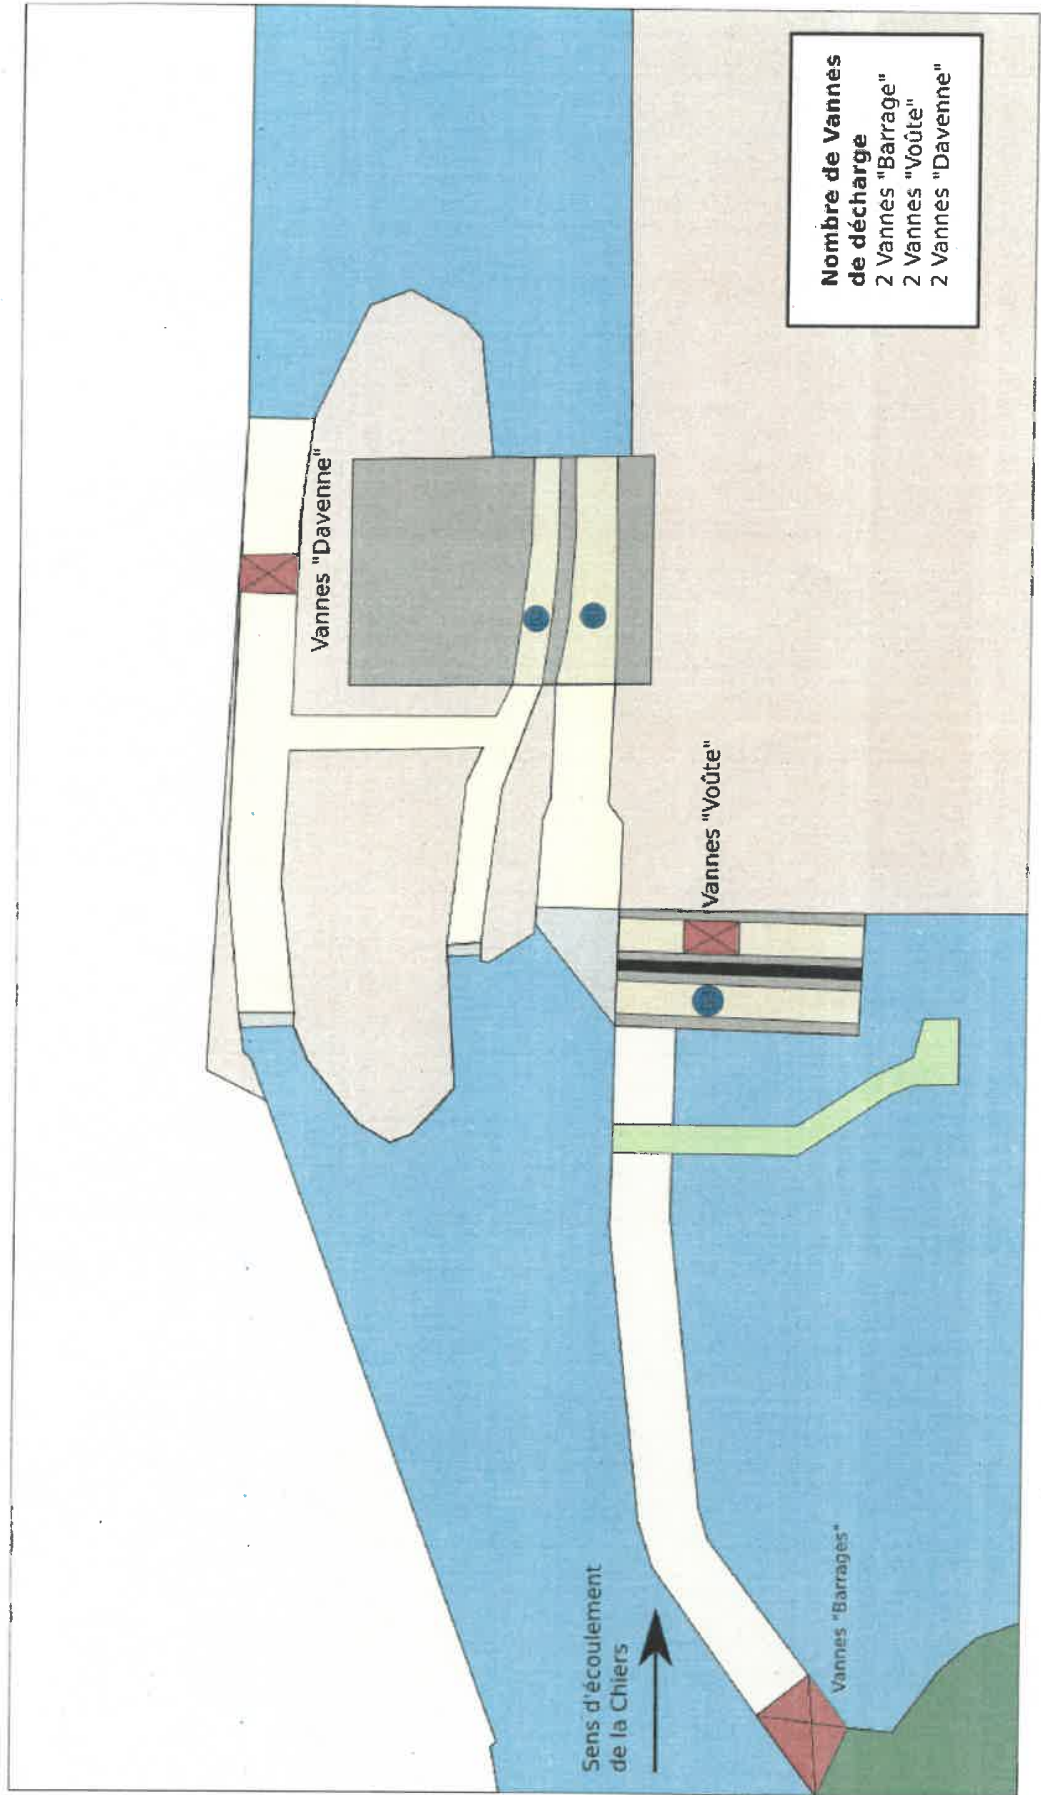 Nombre de Vannes
de décharge
2 Vannes "Barrage"
2 Vannes "Voûte"
2 Vannes "Davenne"
Vannes "Davenne"
Vannes "Voûte"
Sens d'écoulement
de la Chiers
Vannes "Barrages"